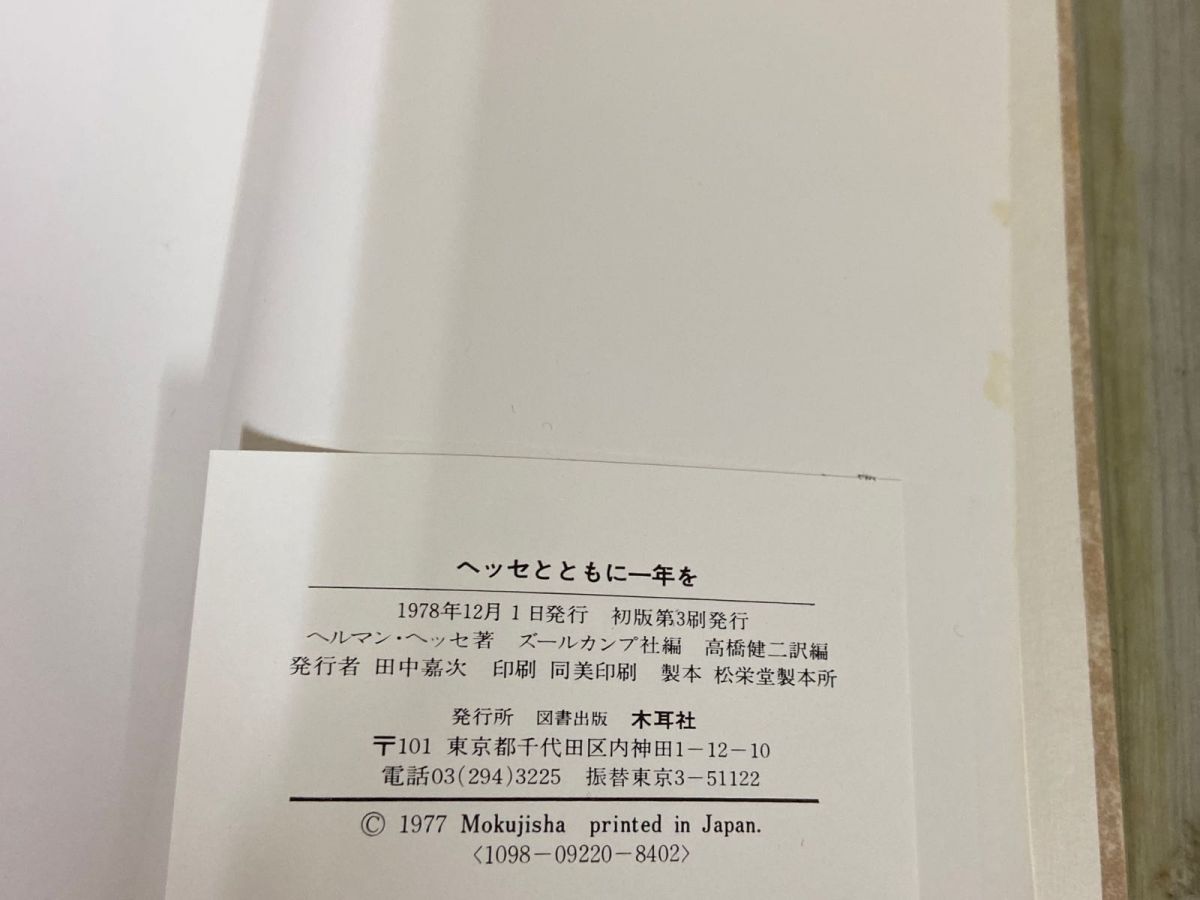 ヘッセとともに一年を
1978年12月1日発行　初版第3刷発行
ヘルマン・ヘッセ著　ズールカンプ社編　高橋健二訳編
発行者 田中嘉次　印刷 同美印刷　製本 松栄堂製本所
発行所　図書出版　木耳社
〒101 東京都千代田区内神田1－12－10
電話03(294)3225　振替東京3－51122
© 1977 Mokujisha printed in Japan.
〈1098－09220－8402〉